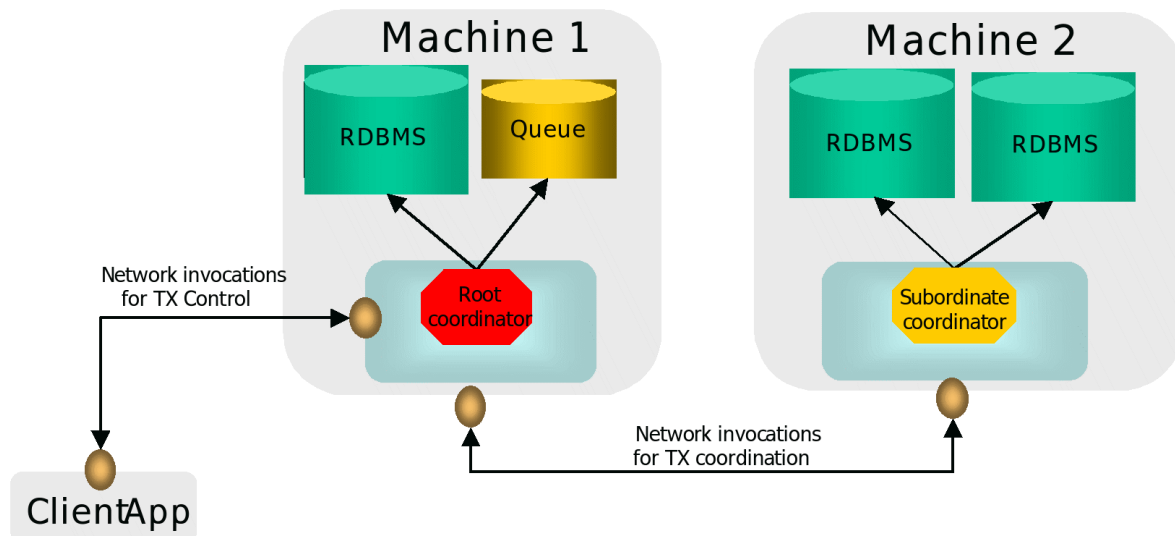 Machine 1
Machine 2
RDBMS
Queue
RDBMS
RDBMS
Network invocations
for TX Control
Root
coordinator
Subordinate
coordinator
Network invocations
for TX coordination
ClientApp